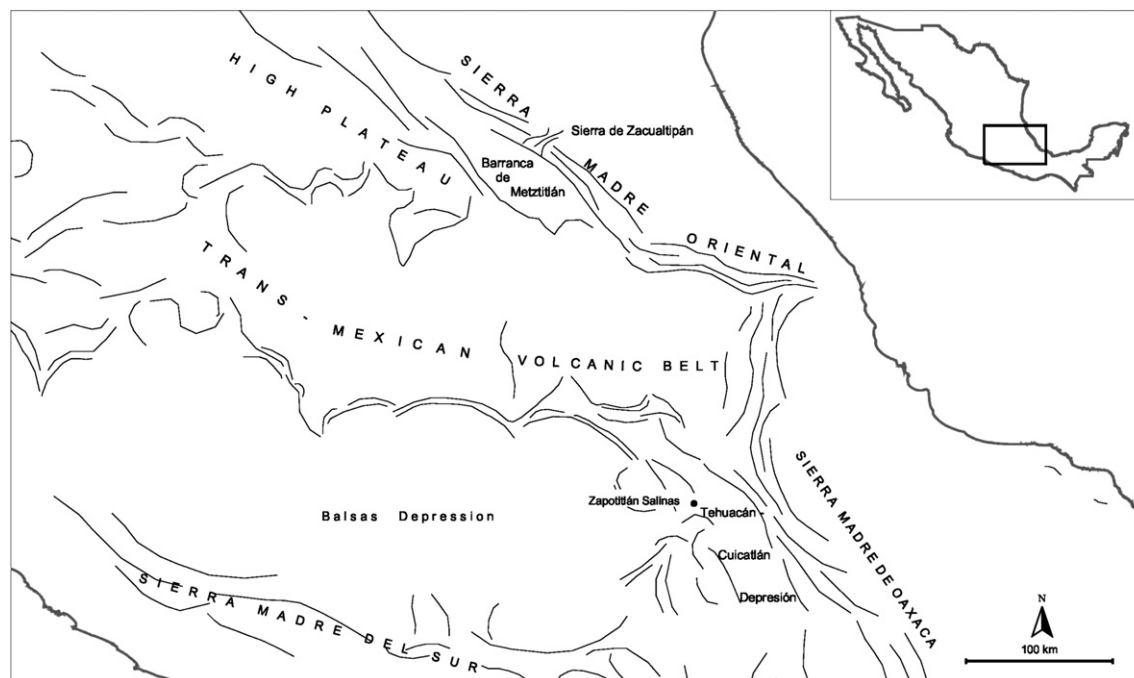 HIGH PLATEAU
SIERRA MADRE ORIENTAL
Sierra de Zacualtipán
Barranca
de
Metztitlán
TRANS - MEXICAN VOLCANIC BELT
Zapotitlán Salinas
Tehuacán -
Cuicatlán
Depresión
Balsas Depression
SIERRA MADRE DE OAXACA
SIERRA MADRE DEL SUR
N
100 km